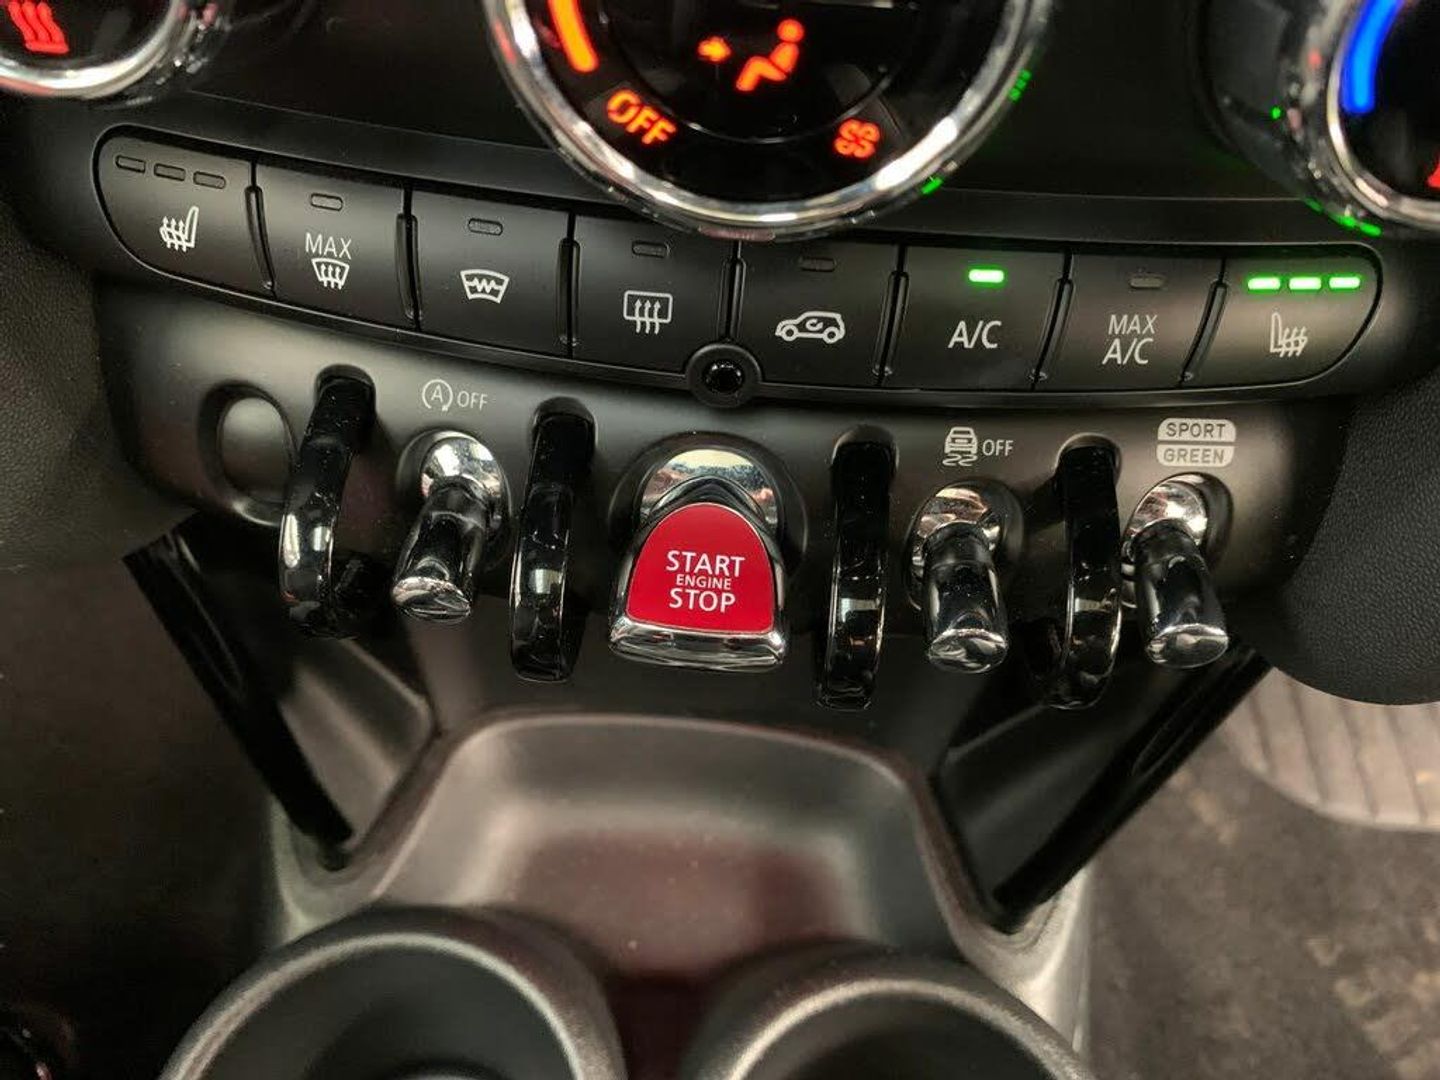 OFF
MAX
A/C
MAX
A/C
A OFF
OFF
SPORT
GREEN
START
ENGINE
STOP